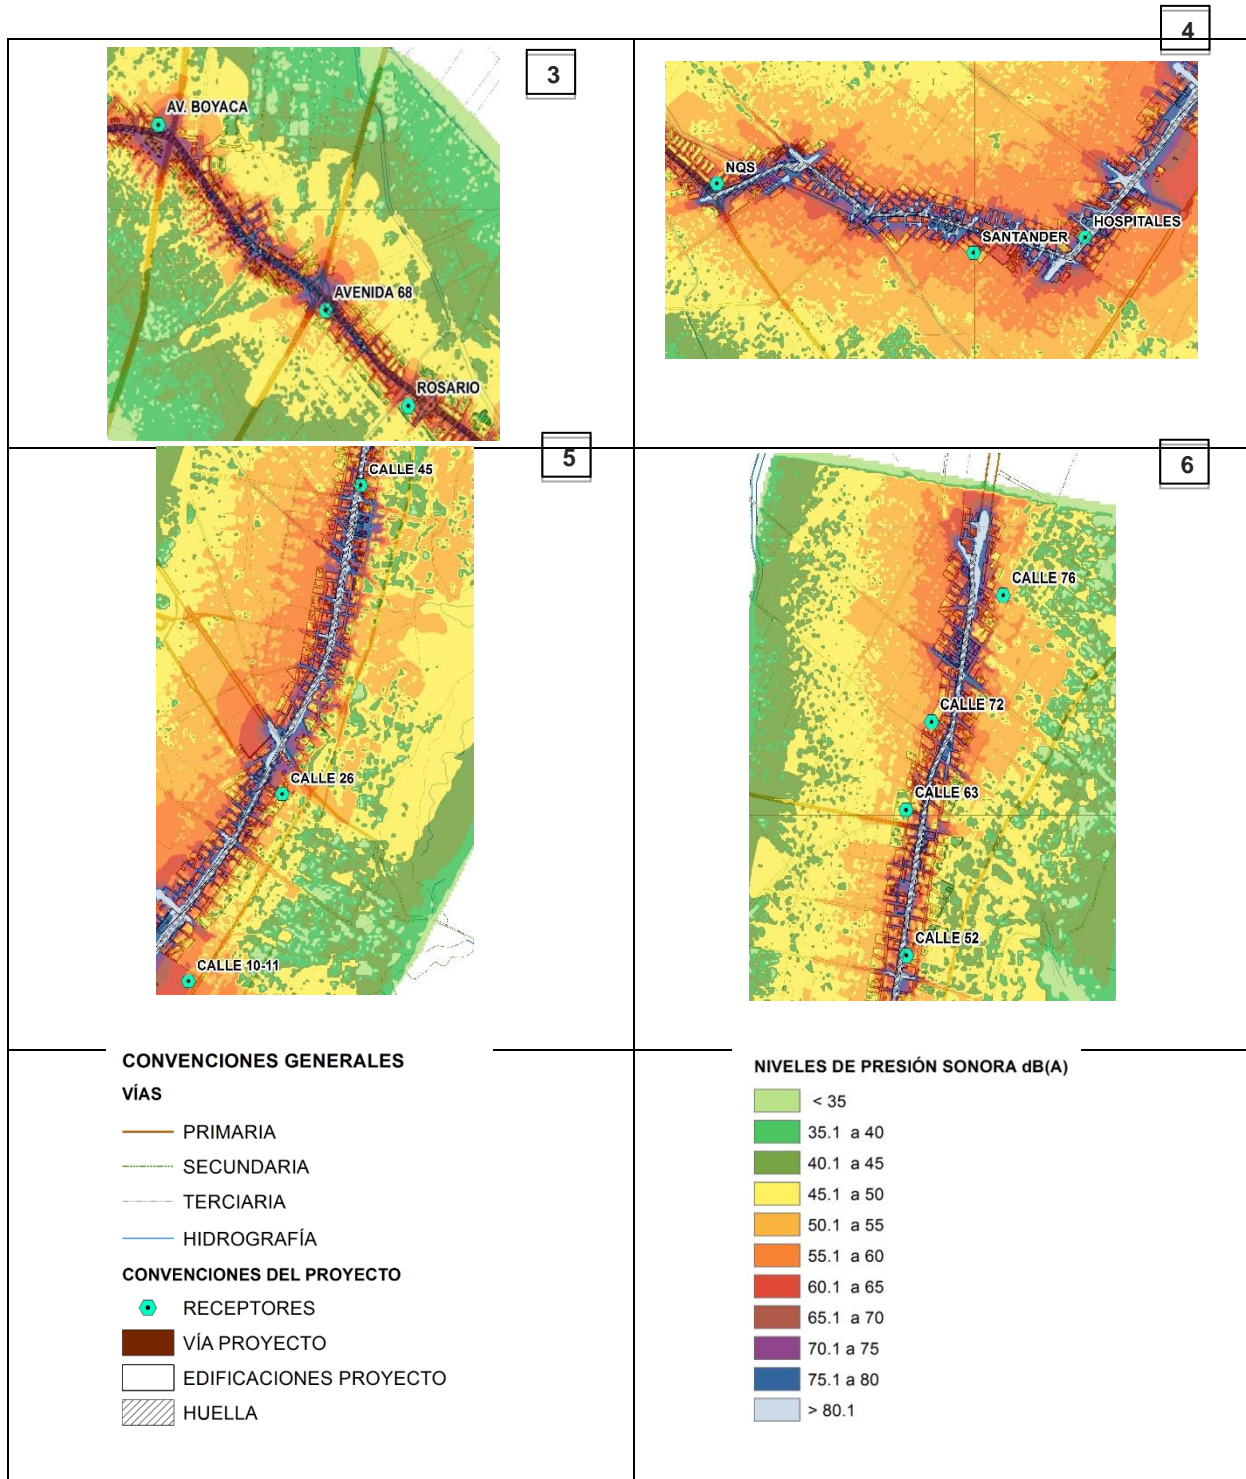 3
AV. BOYACA
AVENIDA 68
ROSARIO
4
NQS
SANTANDER
HOSPITALES
5
CALLE 45
CALLE 26
CALLE 10-11
6
CALLE 76
CALLE 72
CALLE 63
CALLE 52
CONVENCIONES GENERALES
VÍAS
PRIMARIA
SECUNDARIA
TERCIARIA
HIDROGRAFÍA
CONVENCIONES DEL PROYECTO
RECEPTORES
VÍA PROYECTO
EDIFICACIONES PROYECTO
HUELLA
NIVELES DE PRESIÓN SONORA dB(A)
< 35
35.1 a 40
40.1 a 45
45.1 a 50
50.1 a 55
55.1 a 60
60.1 a 65
65.1 a 70
70.1 a 75
75.1 a 80
> 80.1